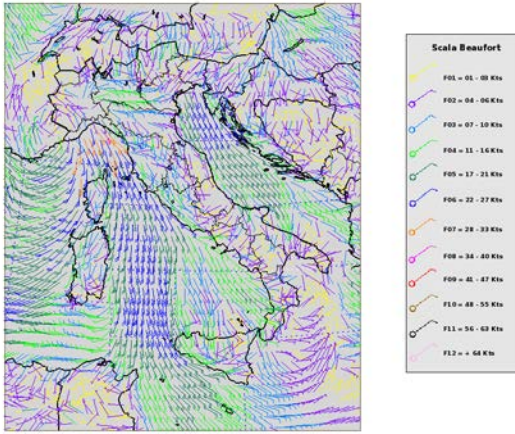 Scala Beaufort
F01 = 01 - 03 Kts
F02 = 04 - 06 Kts
F03 = 07 - 10 Kts
F04 = 11 - 16 Kts
F05 = 17 - 21 Kts
F06 = 22 - 27 Kts
F07 = 28 - 33 Kts
F08 = 34 - 40 Kts
F09 = 41 - 47 Kts
F10 = 48 - 55 Kts
F11 = 56 - 63 Kts
F12 = + 64 Kts